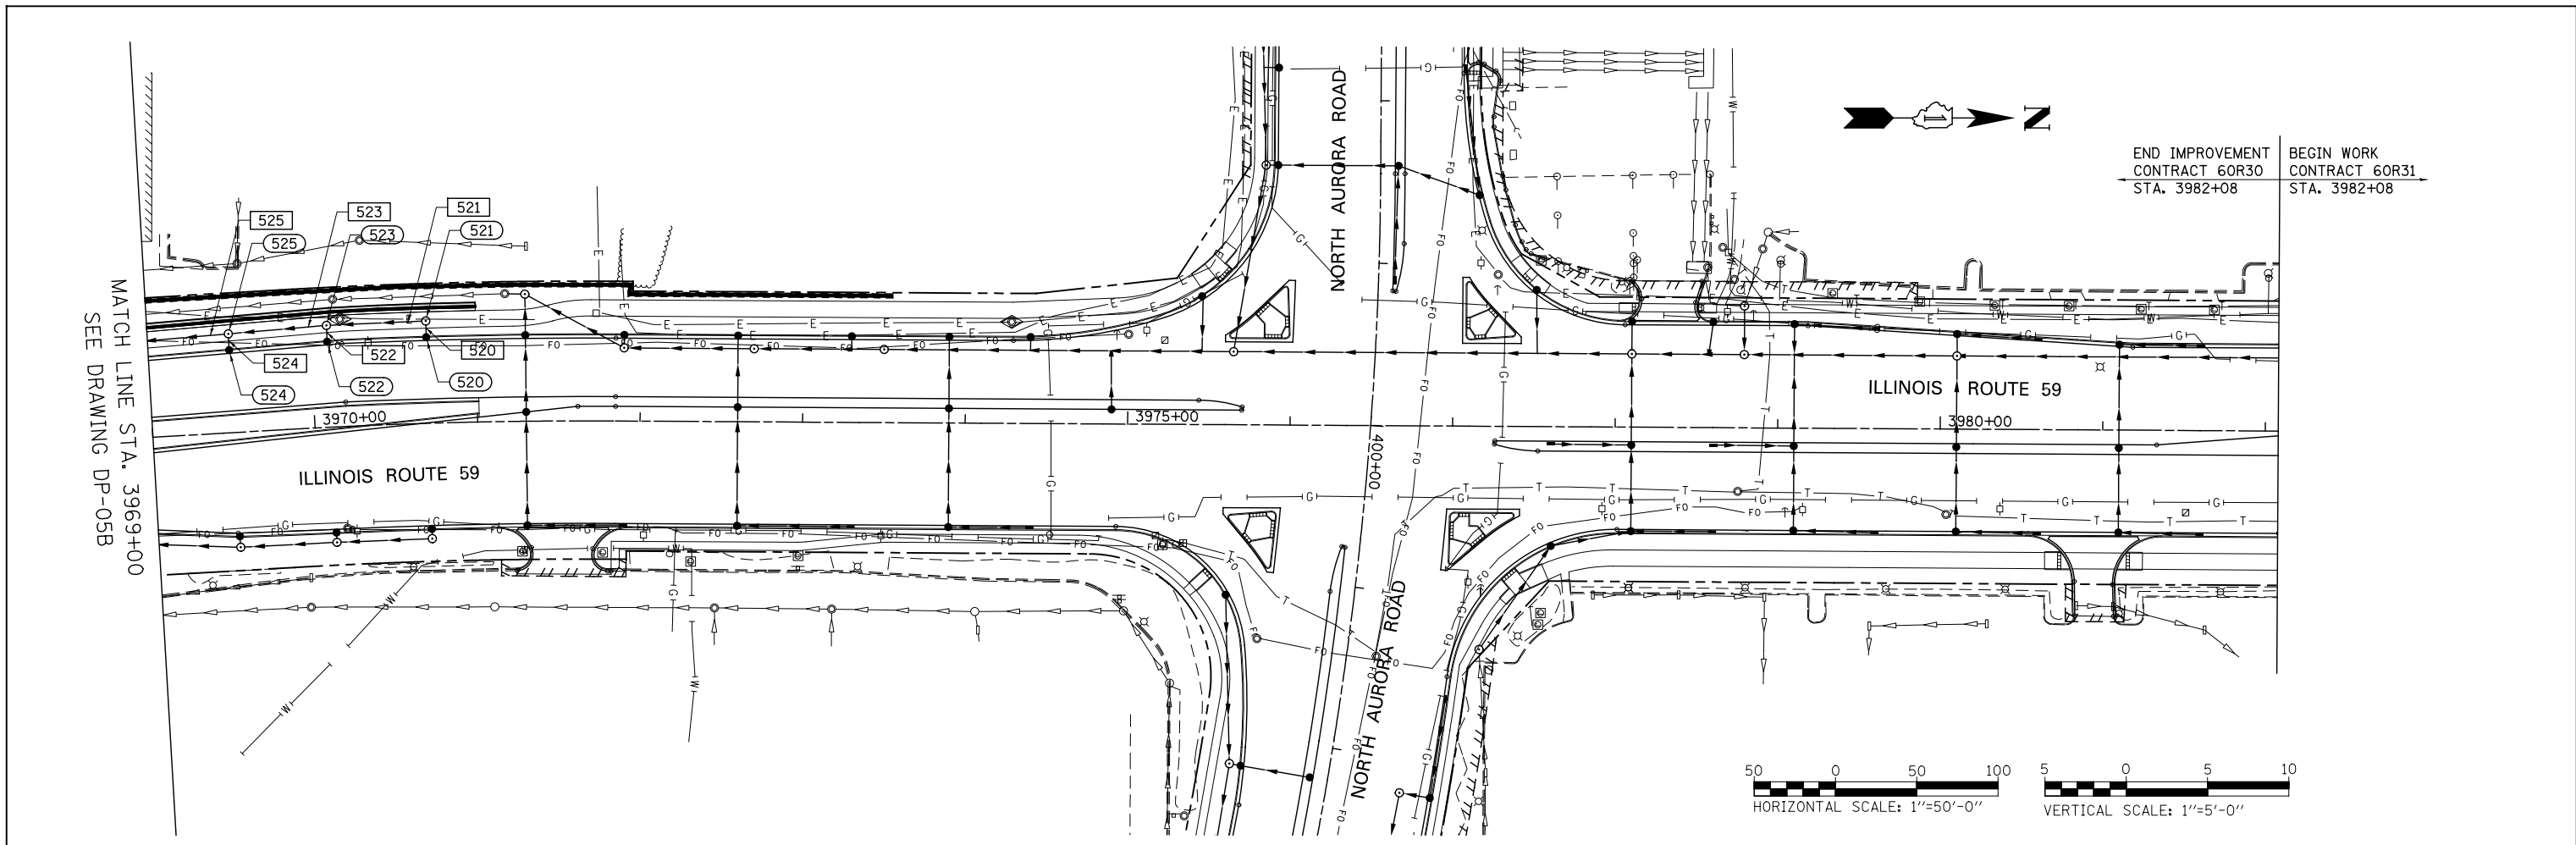 NORTH AURORA ROAD
N
END IMPROVEMENT
CONTRACT 60R30
STA. 3982+08
BEGIN WORK
CONTRACT 60R31
STA. 3982+08
525
523
521
525
523
521
524
522
520
524
522
520
MATCH LINE STA. 3969+00
SEE DRAWING DP-05B
3970+00
3975+00
3980+00
400+00
ILLINOIS ROUTE 59
ILLINOIS ROUTE 59
NORTH AURORA ROAD
50 0 50 100
HORIZONTAL SCALE: 1"=50'-0"
5 0 5 10
VERTICAL SCALE: 1"=5'-0"